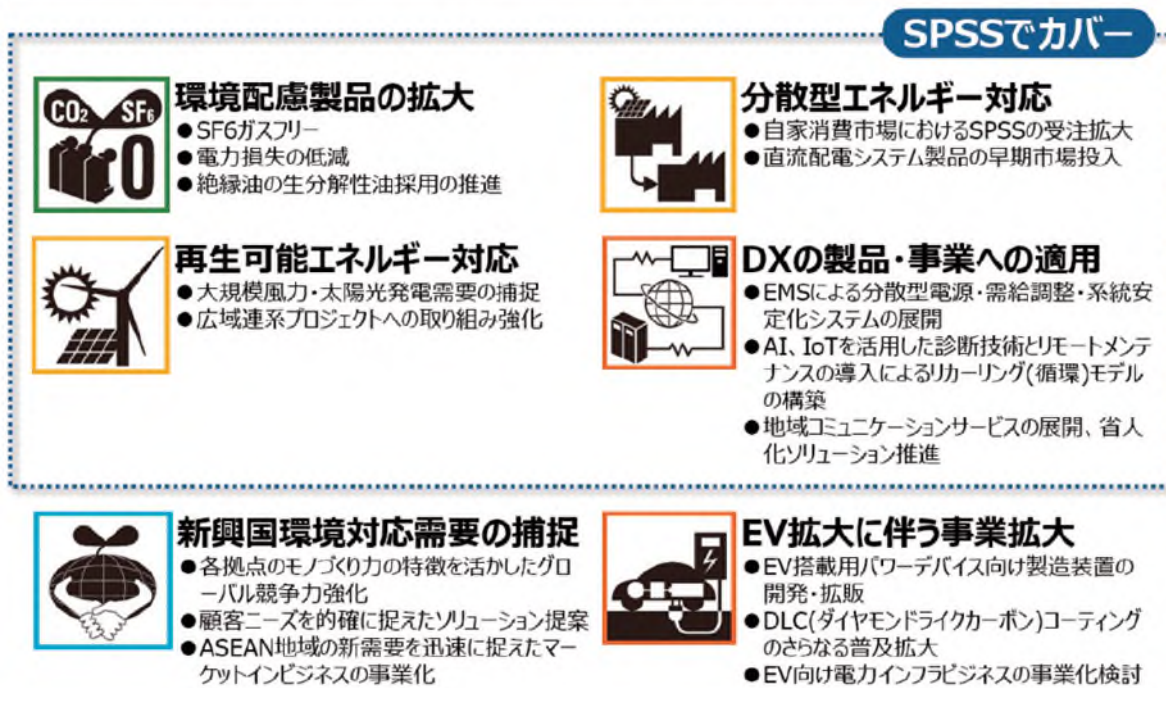 SPSSでカバー
CO2 SF6
0
環境配慮製品の拡大
●SF6ガスフリー
●電力損失の低減
●絶縁油の生分解性油採用の推進
分散型エネルギー対応
●自家消費市場におけるSPSSの受注拡大
●直流配電システム製品の早期市場投入
再生可能エネルギー対応
●大規模風力・太陽光発電需要の捕捉
●広域連系プロジェクトへの取り組み強化
DXの製品・事業への適用
●EMSによる分散型電源・需給調整・系統安
定化システムの展開
●AI、IoTを活用した診断技術とリモートメンテ
ナンスの導入によるリカーリング(循環)モデル
の構築
●地域コミュニケーションサービスの展開、省人
化ソリューション推進
新興国環境対応需要の捕捉
●各拠点のモノづくり力の特徴を活かしたグロ
ーバル競争力強化
●顧客ニーズを的確に捉えたソリューション提案
●ASEAN地域の新需要を迅速に捉えたマー
ケットインビジネスの事業化
EV拡大に伴う事業拡大
●EV搭載用パワーデバイス向け製造装置の
開発・拡販
●DLC(ダイヤモンドライクカーボン)コーティング
のさらなる普及拡大
●EV向け電力インフラビジネスの事業化検討